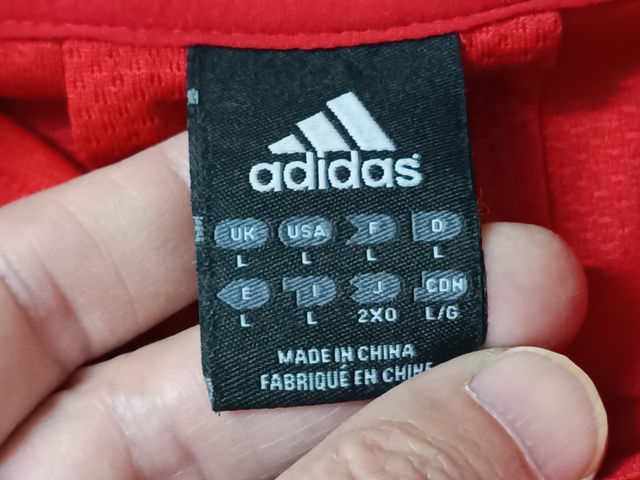 adidas
UK USA F D
L L L L
E I J CDN
L L 2XO L/G
MADE IN CHINA
FABRIQUÉ EN CHINE